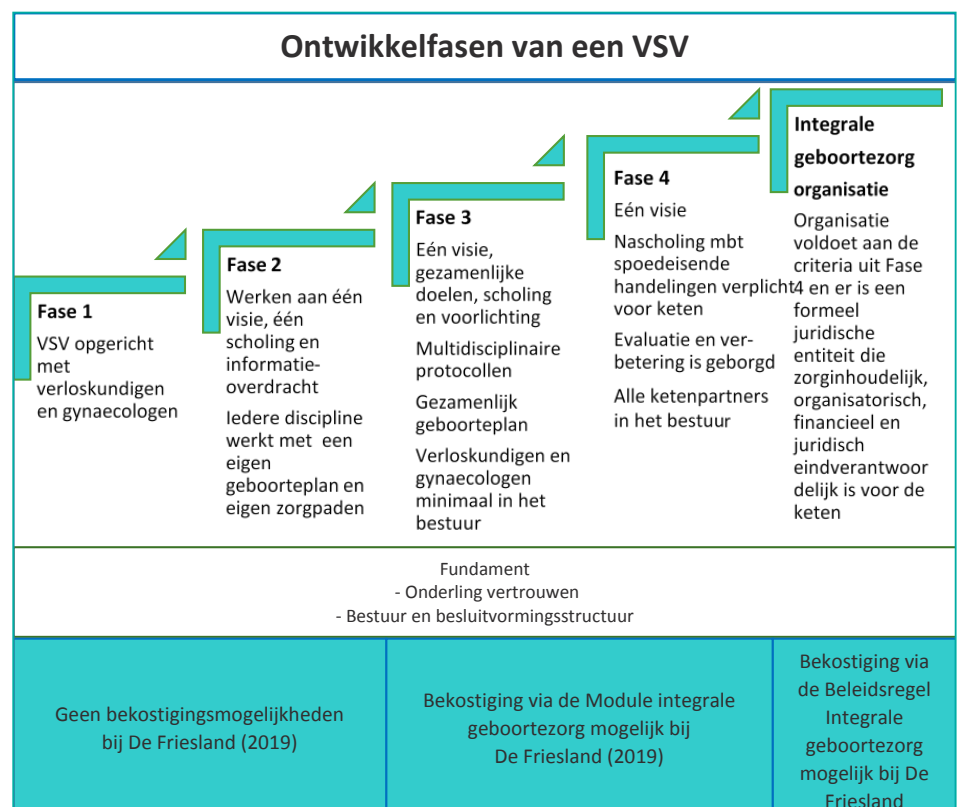 Ontwikkelfasen van een VSV
Fase 1
VSV opgericht
met
verloskundigen
en gynaecologen
Fase 2
Werken aan één
visie, één
scholing en
informatie-
overdracht
Iedere discipline
werkt met een
eigen
geboorteplan en
eigen zorgpaden
Fase 3
Eén visie,
gezamenlijke
doelen, scholing
en voorlichting
Multidisciplinaire
protocollen
Gezamenlijk
geboorteplan
Verloskundigen en
gynaecologen
minimaal in het
bestuur
Fase 4
Eén visie
Nascholing mbt
spoedeisende
handelingen verplicht
voor keten
Evaluatie en ver-
betering is geborgd
Alle ketenpartners
in het bestuur
Integrale
geboortezorg
organisatie
Organisatie
voldoet aan de
criteria uit Fase
4 en er is een
formeel
juridische
entiteit die
zorginhoudelijk,
organisatorisch,
financieel en
juridisch
eindverantwoor
delijk is voor de
keten
Fundament
- Onderling vertrouwen
- Bestuur en besluitvormingsstructuur
Geen bekostigingsmogelijkheden
bij De Friesland (2019)
Bekostiging via de Module integrale
geboortezorg mogelijk bij
De Friesland (2019)
Bekostiging via
de Beleidsregel
Integrale
geboortezorg
mogelijk bij De
Friesland